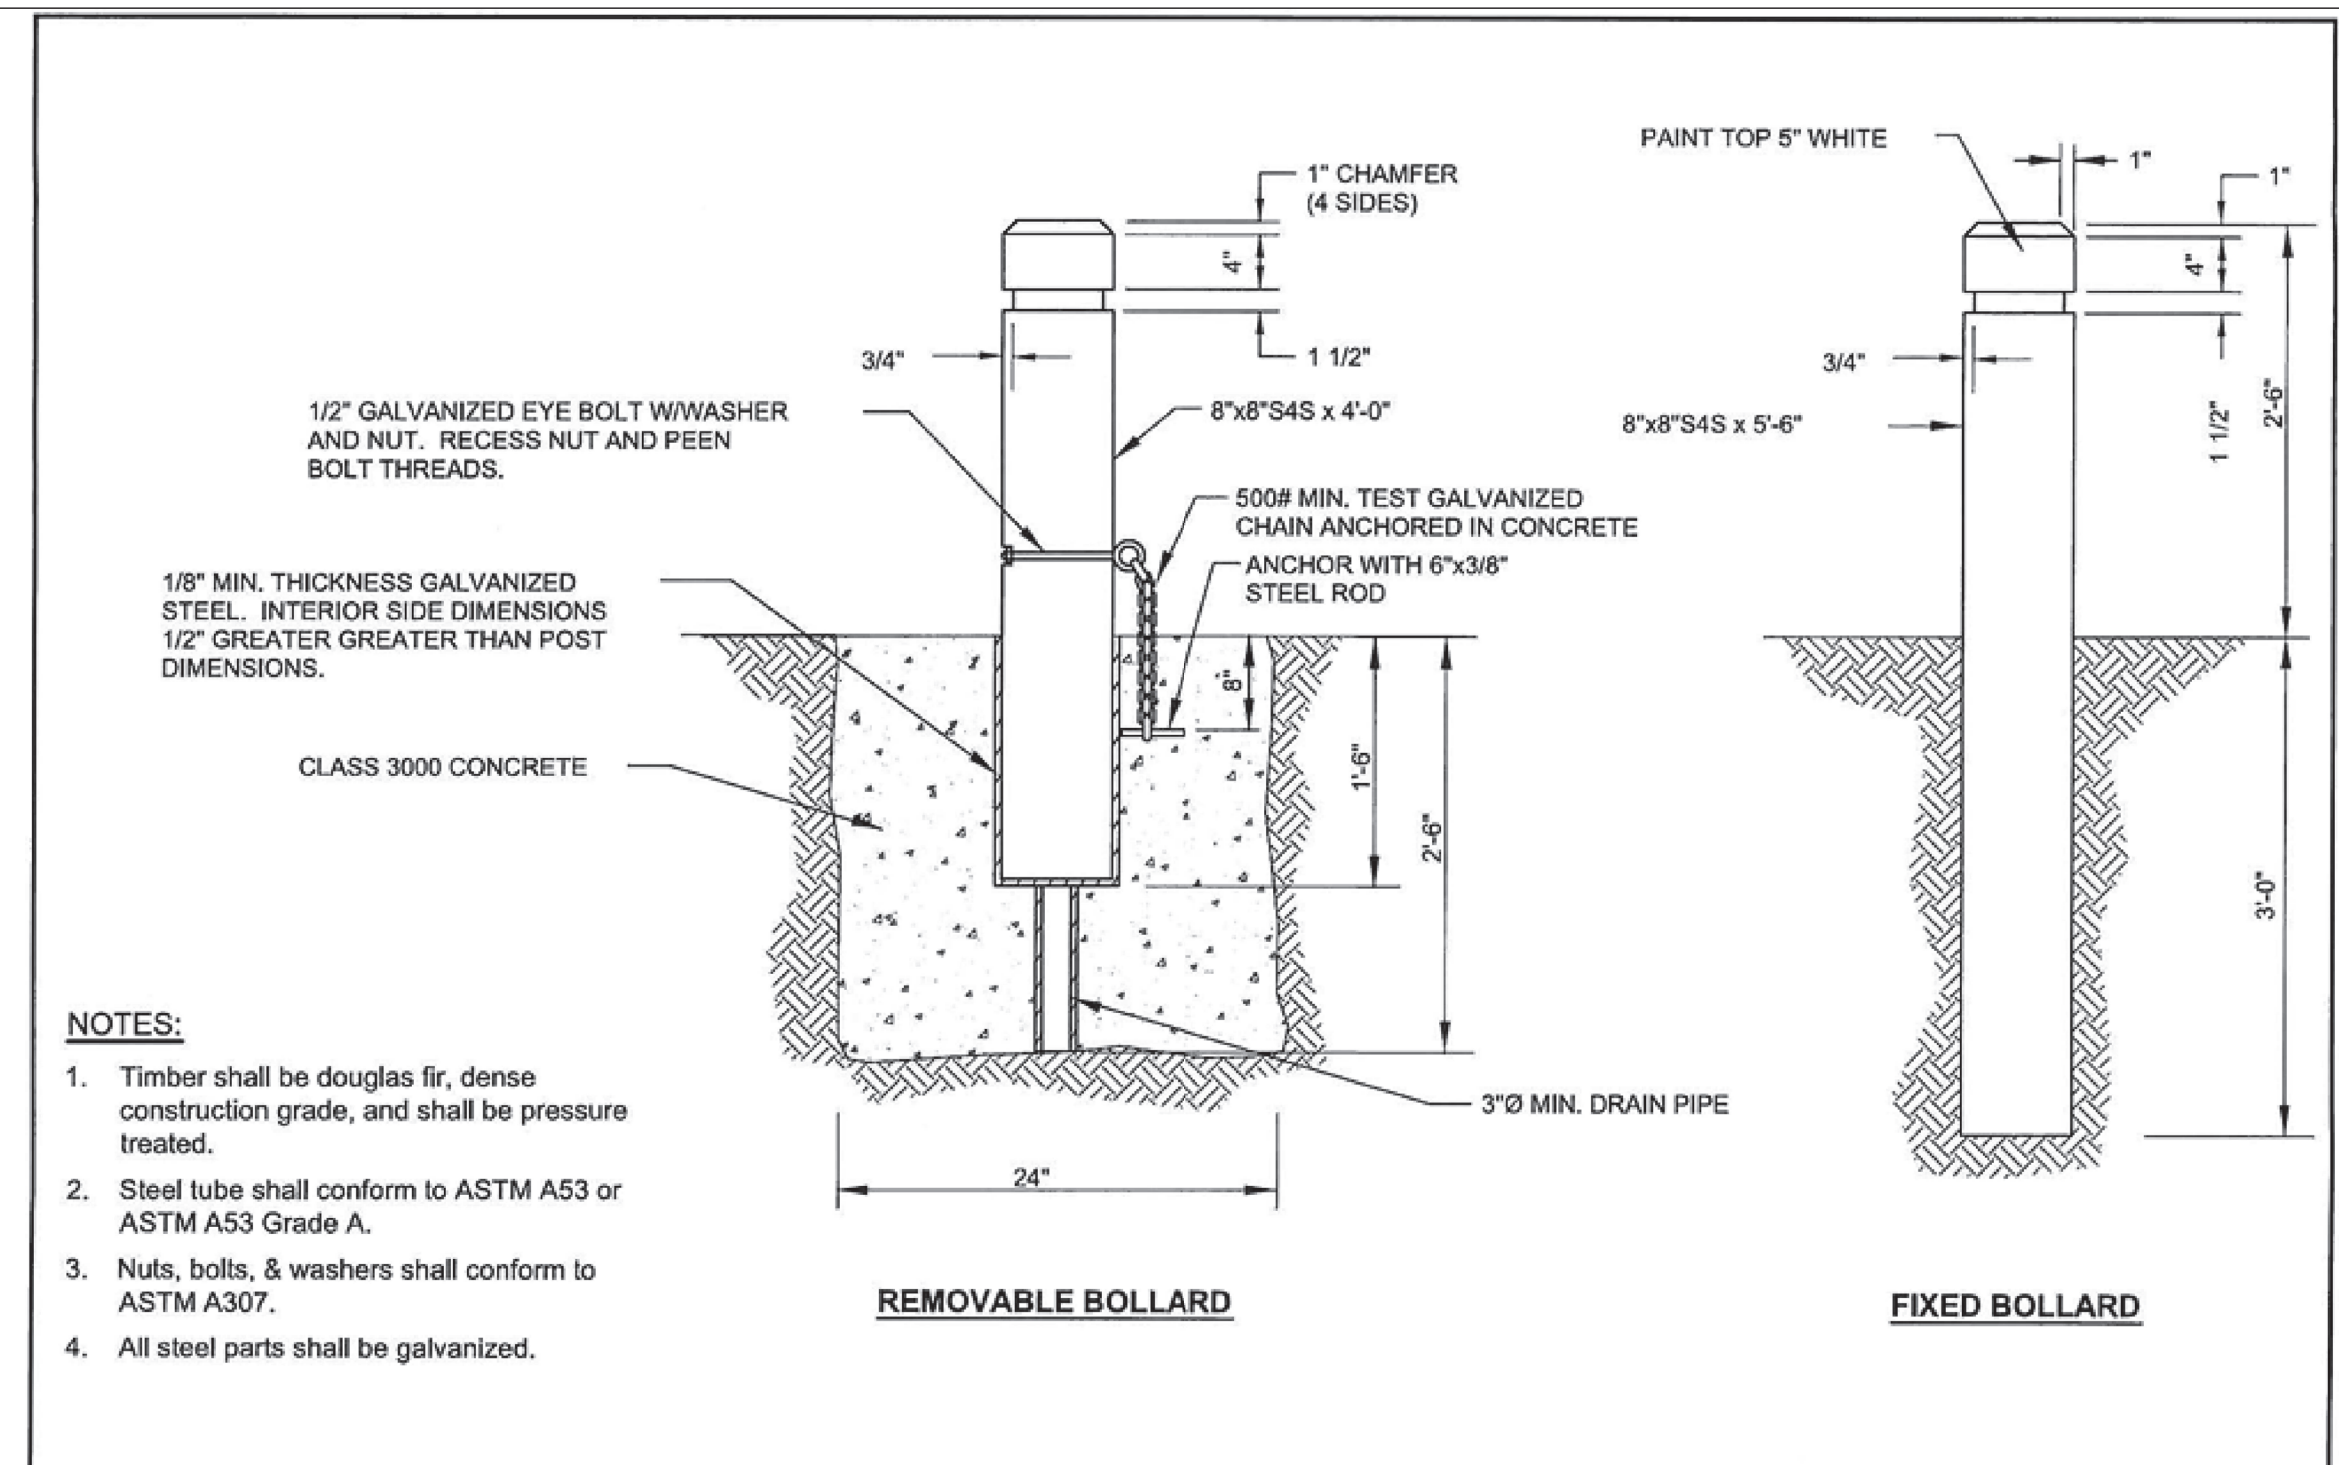 PAINT TOP 5" WHITE
1"
1"
4"
1 1/2"
2'-6"
3/4"
8"x8"S4S x 5'-6"
3'-0"
FIXED BOLLARD
1" CHAMFER
(4 SIDES)
4"
1 1/2"
3/4"
1/2" GALVANIZED EYE BOLT W/WASHER
AND NUT. RECESS NUT AND PEEN
BOLT THREADS.
8"x8"S4S x 4'-0"
500# MIN. TEST GALVANIZED
CHAIN ANCHORED IN CONCRETE
ANCHOR WITH 6"x3/8"
STEEL ROD
1/8" MIN. THICKNESS GALVANIZED
STEEL. INTERIOR SIDE DIMENSIONS
1/2" GREATER GREATER THAN POST
DIMENSIONS.
8"
1'-6"
2'-6"
CLASS 3000 CONCRETE
3"Ø MIN. DRAIN PIPE
24"
REMOVABLE BOLLARD
NOTES:
1. Timber shall be douglas fir, dense
construction grade, and shall be pressure
treated.
2. Steel tube shall conform to ASTM A53 or
ASTM A53 Grade A.
3. Nuts, bolts, & washers shall conform to
ASTM A307.
4. All steel parts shall be galvanized.